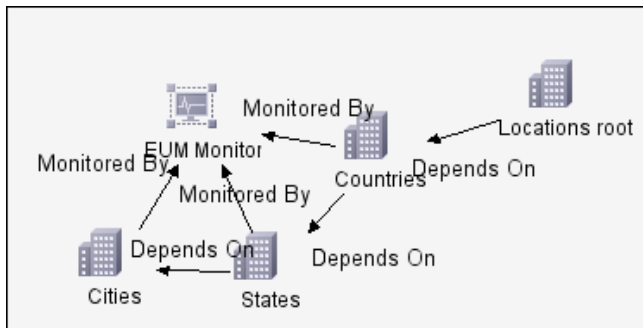 Monitored By
Locations root
EUM Monitor
Monitored By
Countries
Depends On
Monitored By
Depends On
Depends On
Cities
States